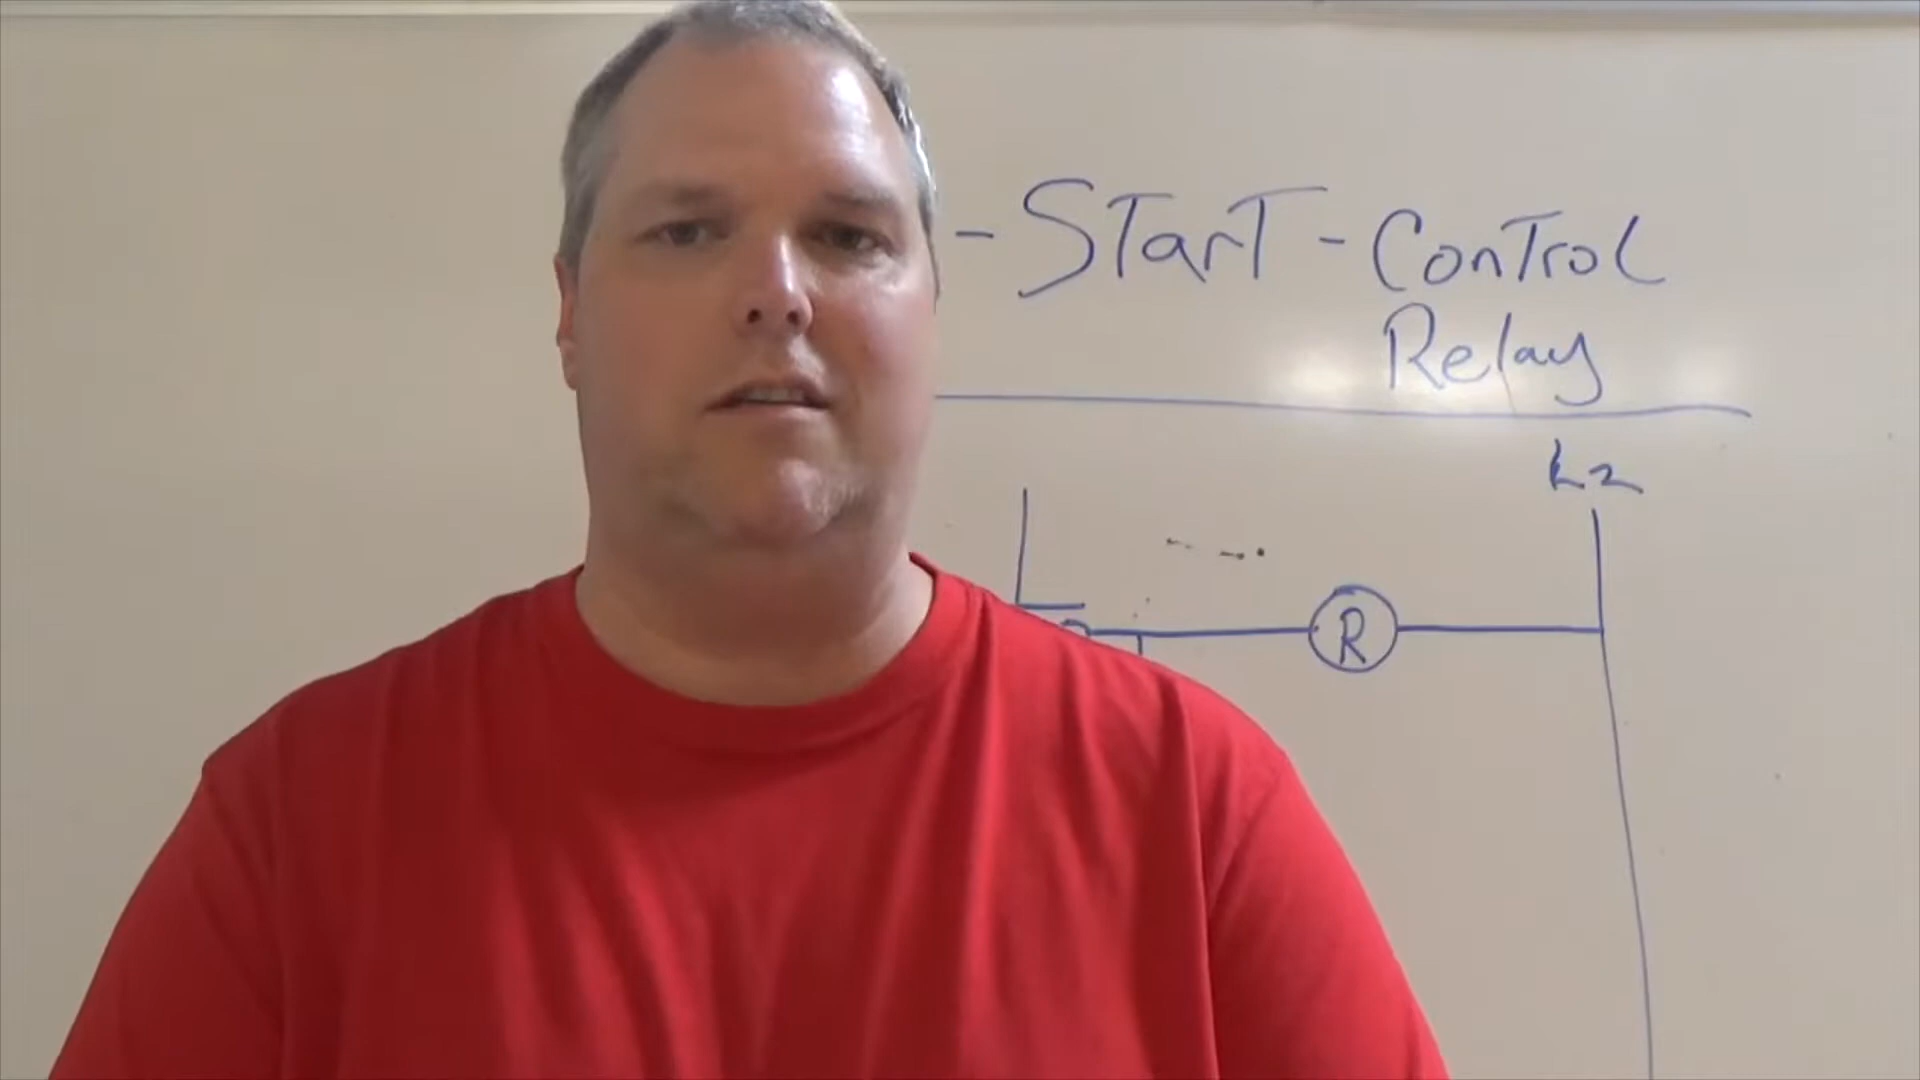 - START - CONTROL
Relay
L2
R